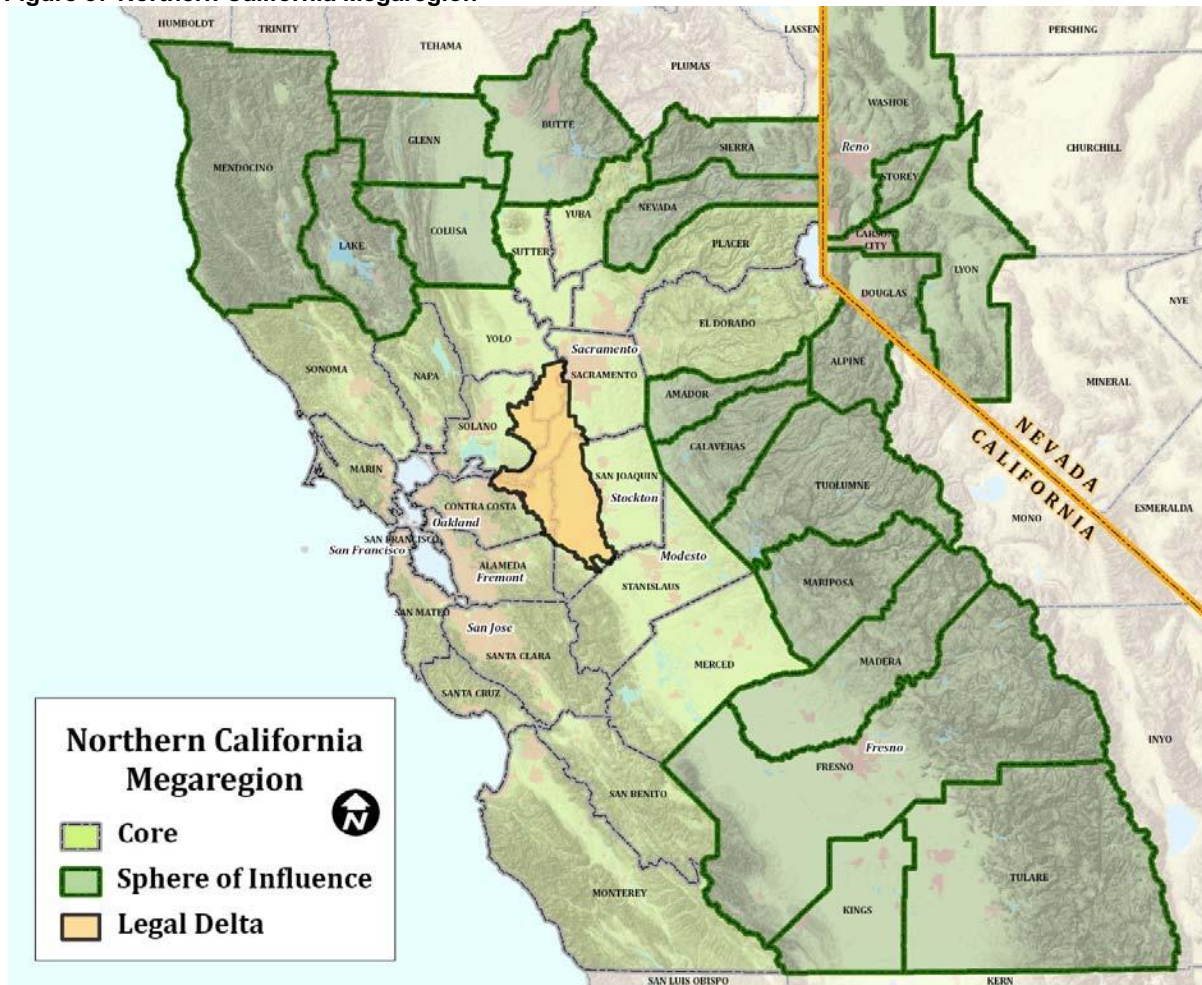 Figure 3: Northern California Megaregion
HUMBOLDT
TRINITY
TEHAMA
LASSEN
PLUMAS
PERSHING
WASHOE
BUTTE
GLENN
SIERRA
Reno
CHURCHILL
MENDOCINO
STOREY
NEVADA
YUBA
COLUSA
LAKE
SUTTER
PLACER
CARSON
CITY
LYON
DOUGLAS
NYE
EL DORADO
YOLO
Sacramento
ALPINE
SONOMA
NAPA
SACRAMENTO
MINERAL
AMADOR
SOLANO
CALAVERAS
NEVADA
CALIFORNIA
MARIN
SAN JOAQUIN
TUOLUMNE
Stockton
CONTRA COSTA
ESMERALDA
MONO
Oakland
SAN FRANCISCO
San Francisco
Modesto
ALAMEDA
Fremont
STANISLAUS
MARIPOSA
SAN MATEO
San Jose
SANTA CLARA
MERCED
MADERA
SANTA CRUZ
INYO
Fresno
FRESNO
SAN BENITO
TULARE
MONTEREY
KINGS
SAN LUIS OBISPO
KERN
Northern California
Megaregion
N
Core
Sphere of Influence
Legal Delta